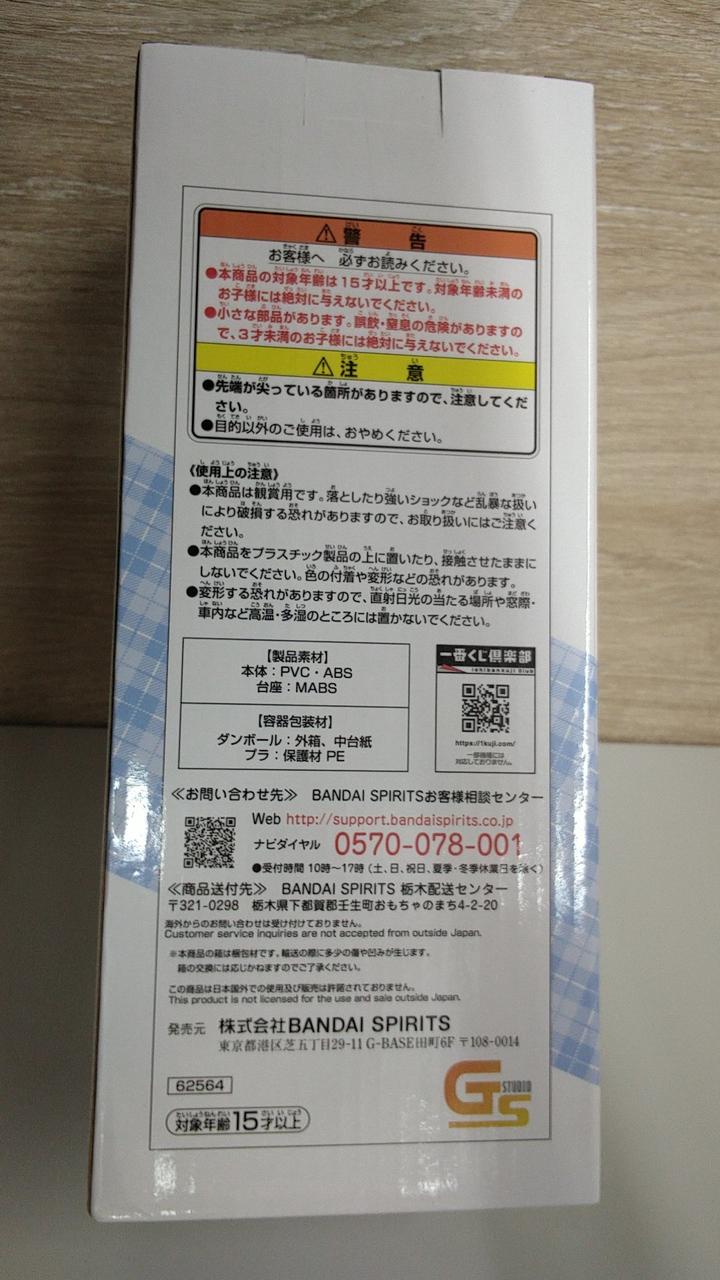 ⚠警告
お客様へ 必ずお読みください。
●本商品の対象年齢は15才以上です。対象年齢未満の
お子様には絶対に与えないでください。
●小さな部品があります。誤飲・窒息の危険がありますの
で、3才未満のお子様には絶対に与えないでください。
⚠注意
●先端が尖っている箇所がありますので、注意してくだ
さい。
●目的以外のご使用は、おやめください。
《使用上の注意》
●本商品は観賞用です。落としたり強いショックなど乱暴な扱い
により破損する恐れがありますので、お取り扱いにはご注意く
ださい。
●本商品をプラスチック製品の上に置いたり、接触させたままに
しないでください。色の付着や変形などの恐れがあります。
●変形する恐れがありますので、直射日光の当たる場所や窓際・
車内など高温・多湿のところには置かないでください。
【製品素材】
本体：PVC・ABS
台座：MABS
【容器包装材】
ダンボール：外箱、中台紙
プラ：保護材 PE
一番くじ倶楽部
ichibankuji Club
https://1kuji.com/
一部機種には
対応しておりません。
≪お問い合わせ先≫ BANDAI SPIRITSお客様相談センター
Web http://support.bandaispirits.co.jp
ナビダイヤル 0570-078-001
●受付時間 10時～17時（土、日、祝日、夏季・冬季休業日を除く）
≪商品送付先≫ BANDAI SPIRITS 栃木配送センター
〒321-0298 栃木県下都賀郡壬生町おもちゃのまち4-2-20
海外からのお問い合わせは受け付けておりません。
Customer service inquiries are not accepted from outside Japan.
※本商品の箱は梱包材です。輸送の際に多少の傷や凹みが生じます。
箱の交換には応じかねますのでご了承ください。
この商品は日本国外での使用及び販売は許諾されておりません。
This product is not licensed for the use and sale outside Japan.
発売元 株式会社BANDAI SPIRITS
東京都港区芝五丁目29-11 G-BASE田町6F 〒108-0014
62564
GS STUDIO
対象年齢15才以上